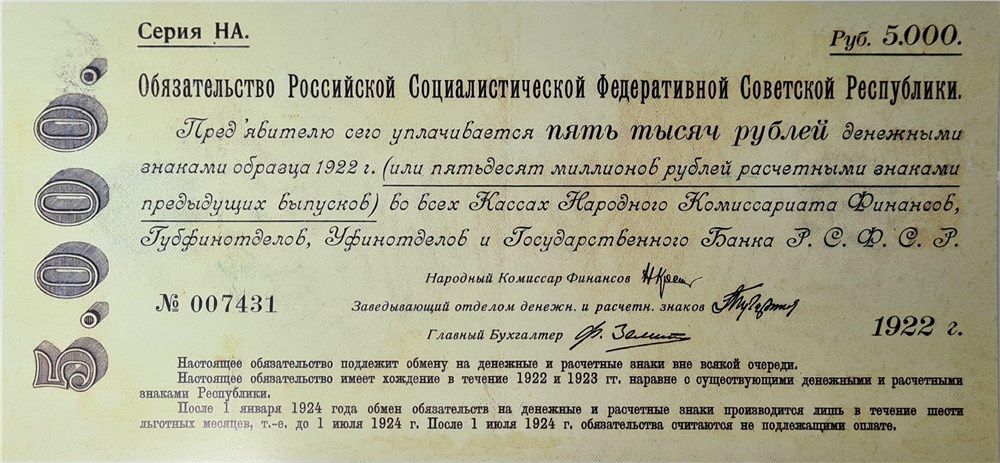 Серия НА.
Руб. 5.000.
5.000.
Обязательство Российской Социалистической Федеративной Советской Республики.
Пред'явителю сего уплачивается пять тысяч рублей денежными
знаками образца 1922 г. (или пятьдесят миллионов рублей расчетными знаками
предыдущих выпусков) во всех Кассах Народного Комиссариата Финансов,
Губфинотделов, Уфинотделов и Государственного Банка Р. С. Ф. С. Р.
Народный Комиссар Финансов
№ 007431
Заведывающий отделом денежн. и расчетн. знаков
Главный Бухгалтер
1922 г.
Настоящее обязательство подлежит обмену на денежные и расчетные знаки вне всякой очереди.
Настоящее обязательство имеет хождение в течение 1922 и 1923 гг. наравне с существующими денежными и расчетными
знаками Республики.
После 1 января 1924 года обмен обязательств на денежные и расчетные знаки производится лишь в течение шести
льготных месяцев, т.-е. до 1 июля 1924 г. После 1 июля 1924 г. обязательства считаются не подлежащими оплате.